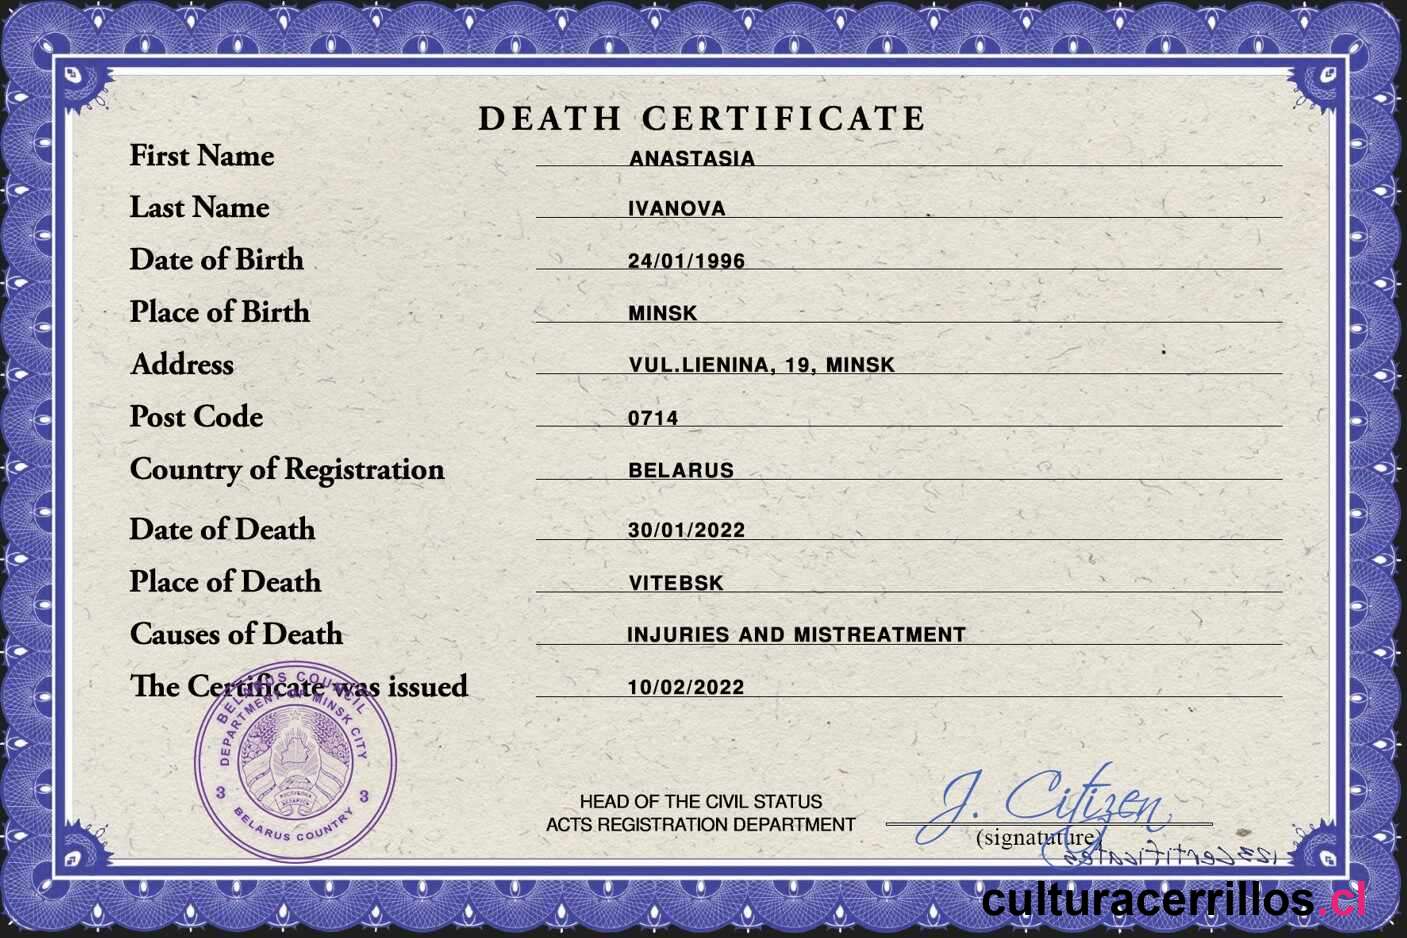 DEATH CERTIFICATE
First Name ANASTASIA
Last Name IVANOVA
Date of Birth 24/01/1996
Place of Birth MINSK
Address VUL.LIENINA, 19, MINSK
Post Code 0714
Country of Registration BELARUS
Date of Death 30/01/2022
Place of Death VITEBSK
Causes of Death INJURIES AND MISTREATMENT
The Certificate was issued 10/02/2022
BELARUS COUNCIL
DEPARTMENT OF MINSK CITY
3 3
BELARUS COUNTRY
HEAD OF THE CIVIL STATUS
ACTS REGISTRATION DEPARTMENT
J. Citizen
(signatuture)
123 Certificates
culturacerrillos.cl